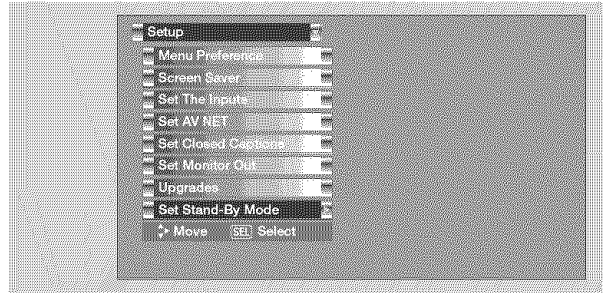 Setup
Menu Preference
Screen Saver
Set The Inputs
Set AV NET
Set Closed Captions
Set Monitor Out
Upgrades
Set Stand-By Mode
Move SEL Select